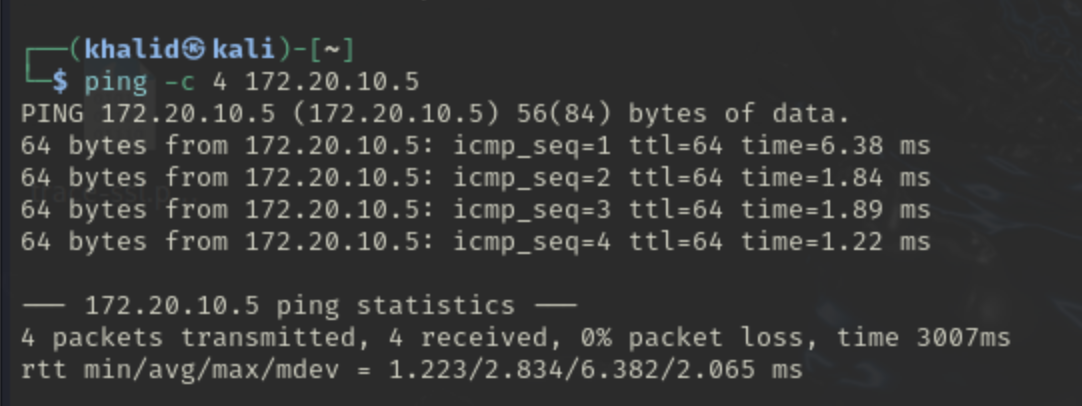 ┌──(khalid㉿kali)-[~]
└─$ ping -c 4 172.20.10.5
PING 172.20.10.5 (172.20.10.5) 56(84) bytes of data.
64 bytes from 172.20.10.5: icmp_seq=1 ttl=64 time=6.38 ms
64 bytes from 172.20.10.5: icmp_seq=2 ttl=64 time=1.84 ms
64 bytes from 172.20.10.5: icmp_seq=3 ttl=64 time=1.89 ms
64 bytes from 172.20.10.5: icmp_seq=4 ttl=64 time=1.22 ms

--- 172.20.10.5 ping statistics ---
4 packets transmitted, 4 received, 0% packet loss, time 3007ms
rtt min/avg/max/mdev = 1.223/2.834/6.382/2.065 ms